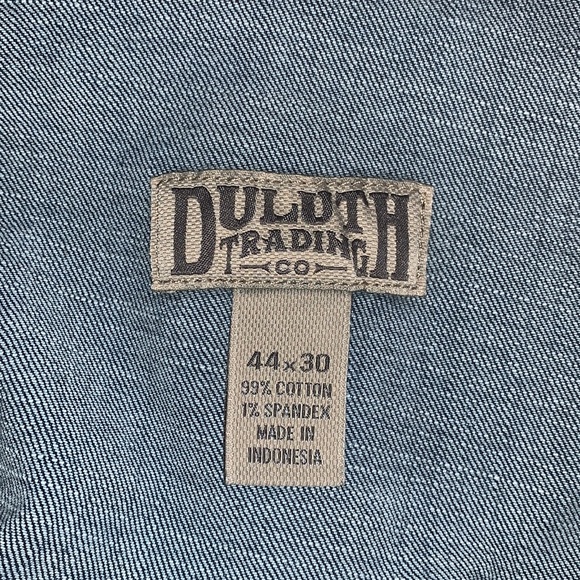 DULUTH
TRADING
CO
44x30
99% COTTON
1% SPANDEX
MADE IN
INDONESIA